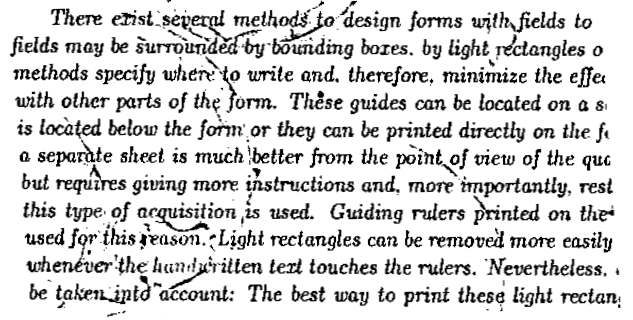 There exist several methods to design forms with fields to
fields may be surrounded by bounding boxes, by light rectangles o
methods specify where to write and, therefore, minimize the effec
with other parts of the form. These guides can be located on a s
is located below the form or they can be printed directly on the f
a separate sheet is much better from the point of view of the qua
but requires giving more instructions and, more importantly, rest
this type of acquisition is used. Guiding rulers printed on the
used for this reason. Light rectangles can be removed more easily
whenever the handwritten text touches the rulers. Nevertheless,
be taken into account: The best way to print these light rectan